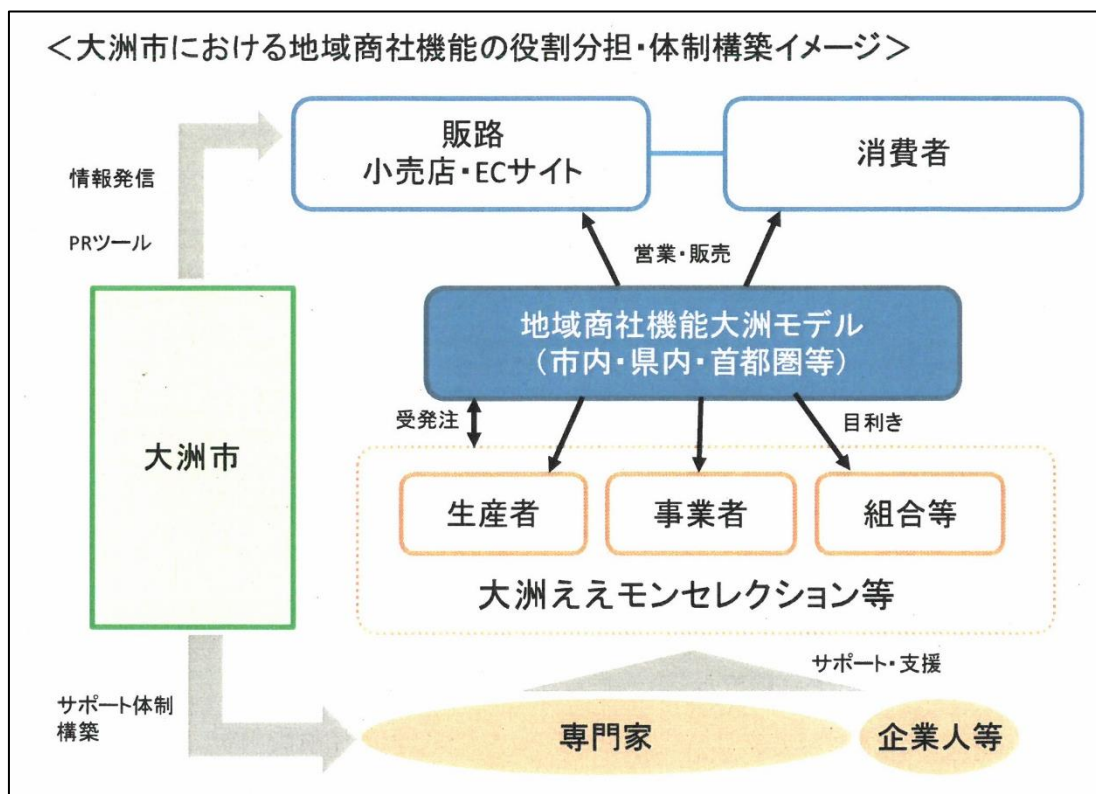 ＜大洲市における地域商社機能の役割分担・体制構築イメージ＞
販路
小売店・ECサイト
消費者
情報発信
PRツール
営業・販売
地域商社機能大洲モデル
（市内・県内・首都圏等）
受発注
目利き
大洲市
生産者
事業者
組合等
大洲ええモンセレクション等
サポート・支援
サポート体制
構築
専門家
企業人等